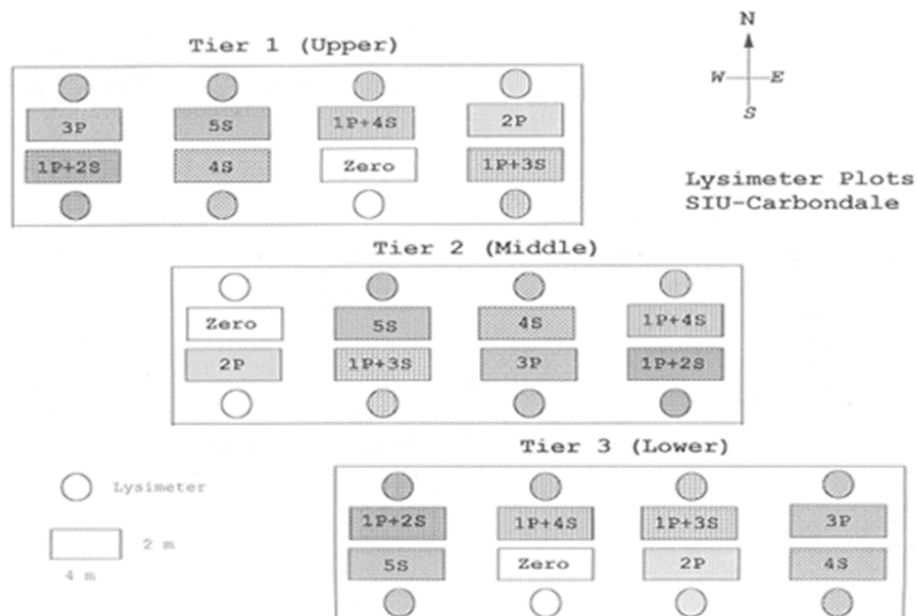 N
Tier 1 (Upper)
W E
S
3P 5S 1P+4S 2P
1P+2S 4S Zero 1P+3S
Lysimeter Plots
SIU-Carbondale
Tier 2 (Middle)
Zero 5S 4S 1P+4S
2P 1P+3S 3P 1P+2S
Tier 3 (Lower)
Lysimeter
1P+2S 1P+4S 1P+3S 3P
2 m
5S Zero 2P 4S
4 m